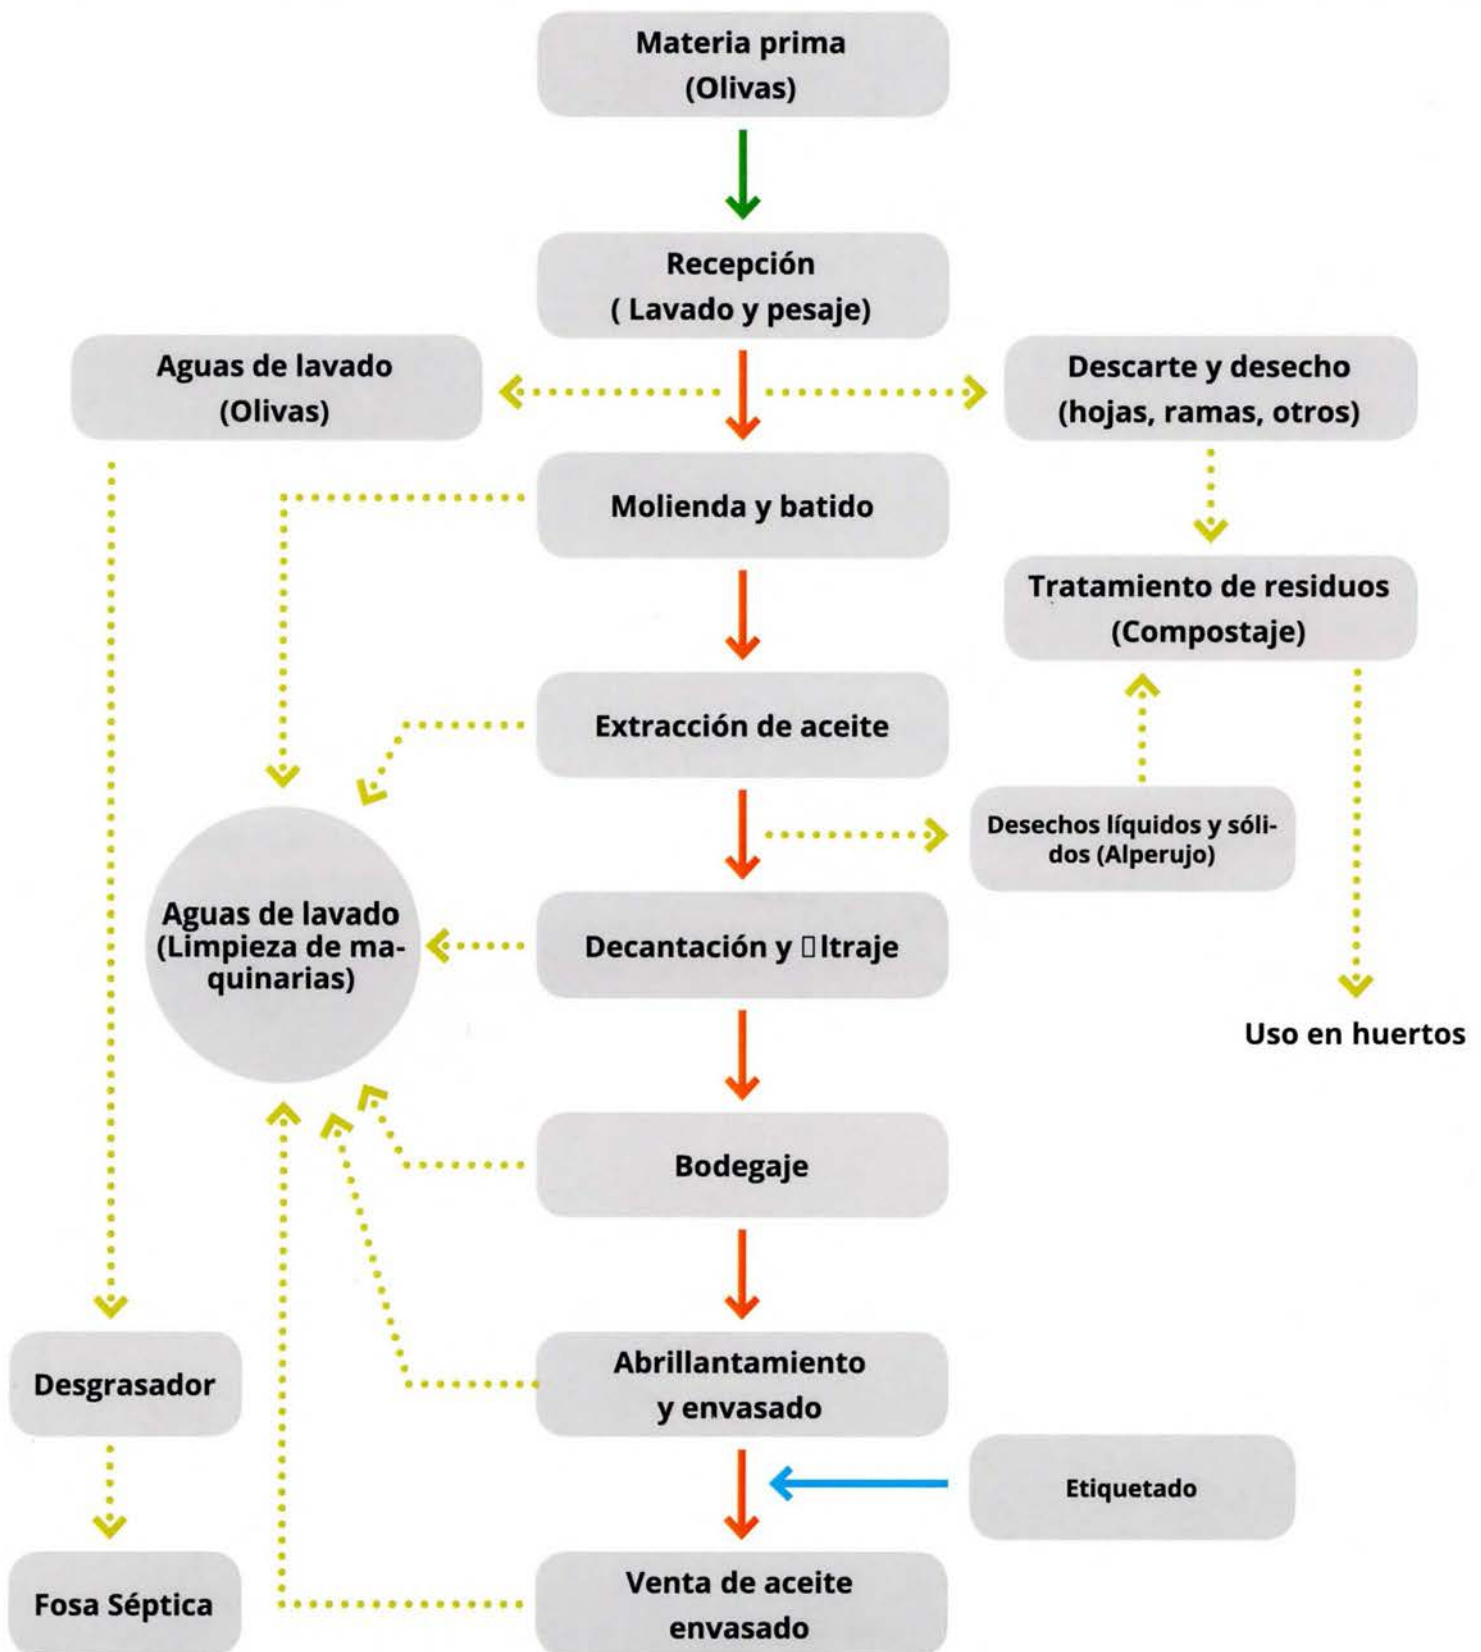 Materia prima
(Olivas)
Recepción
( Lavado y pesaje)
Aguas de lavado
(Olivas)
Descarte y desecho
(hojas, ramas, otros)
Molienda y batido
Tratamiento de residuos
(Compostaje)
Extracción de aceite
Desechos líquidos y sóli-
dos (Alperujo)
Aguas de lavado
(Limpieza de ma-
quinarias)
Decantación y ▯ltraje
Uso en huertos
Bodegaje
Abrillantamiento
y envasado
Desgrasador
Etiquetado
Venta de aceite
envasado
Fosa Séptica